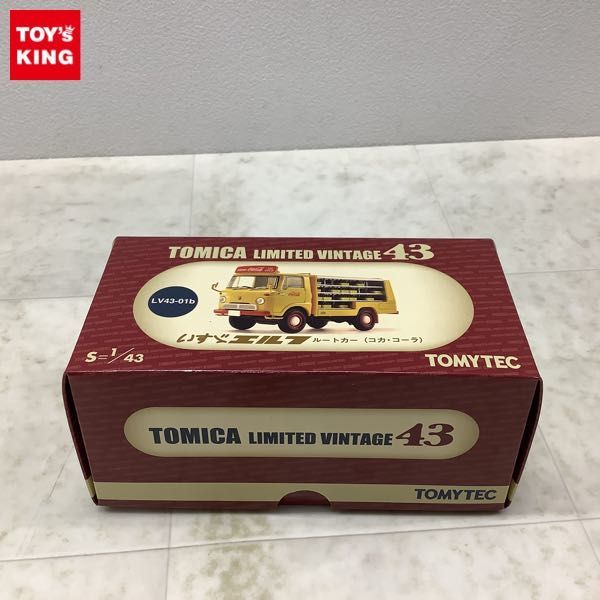 TOY's
KING
TOMICA LIMITED VINTAGE 43
LV43-01b
いすゞエルフ ルートカー (コカ・コーラ)
S=1/43
TOMYTEC
TOMICA LIMITED VINTAGE 43
TOMYTEC